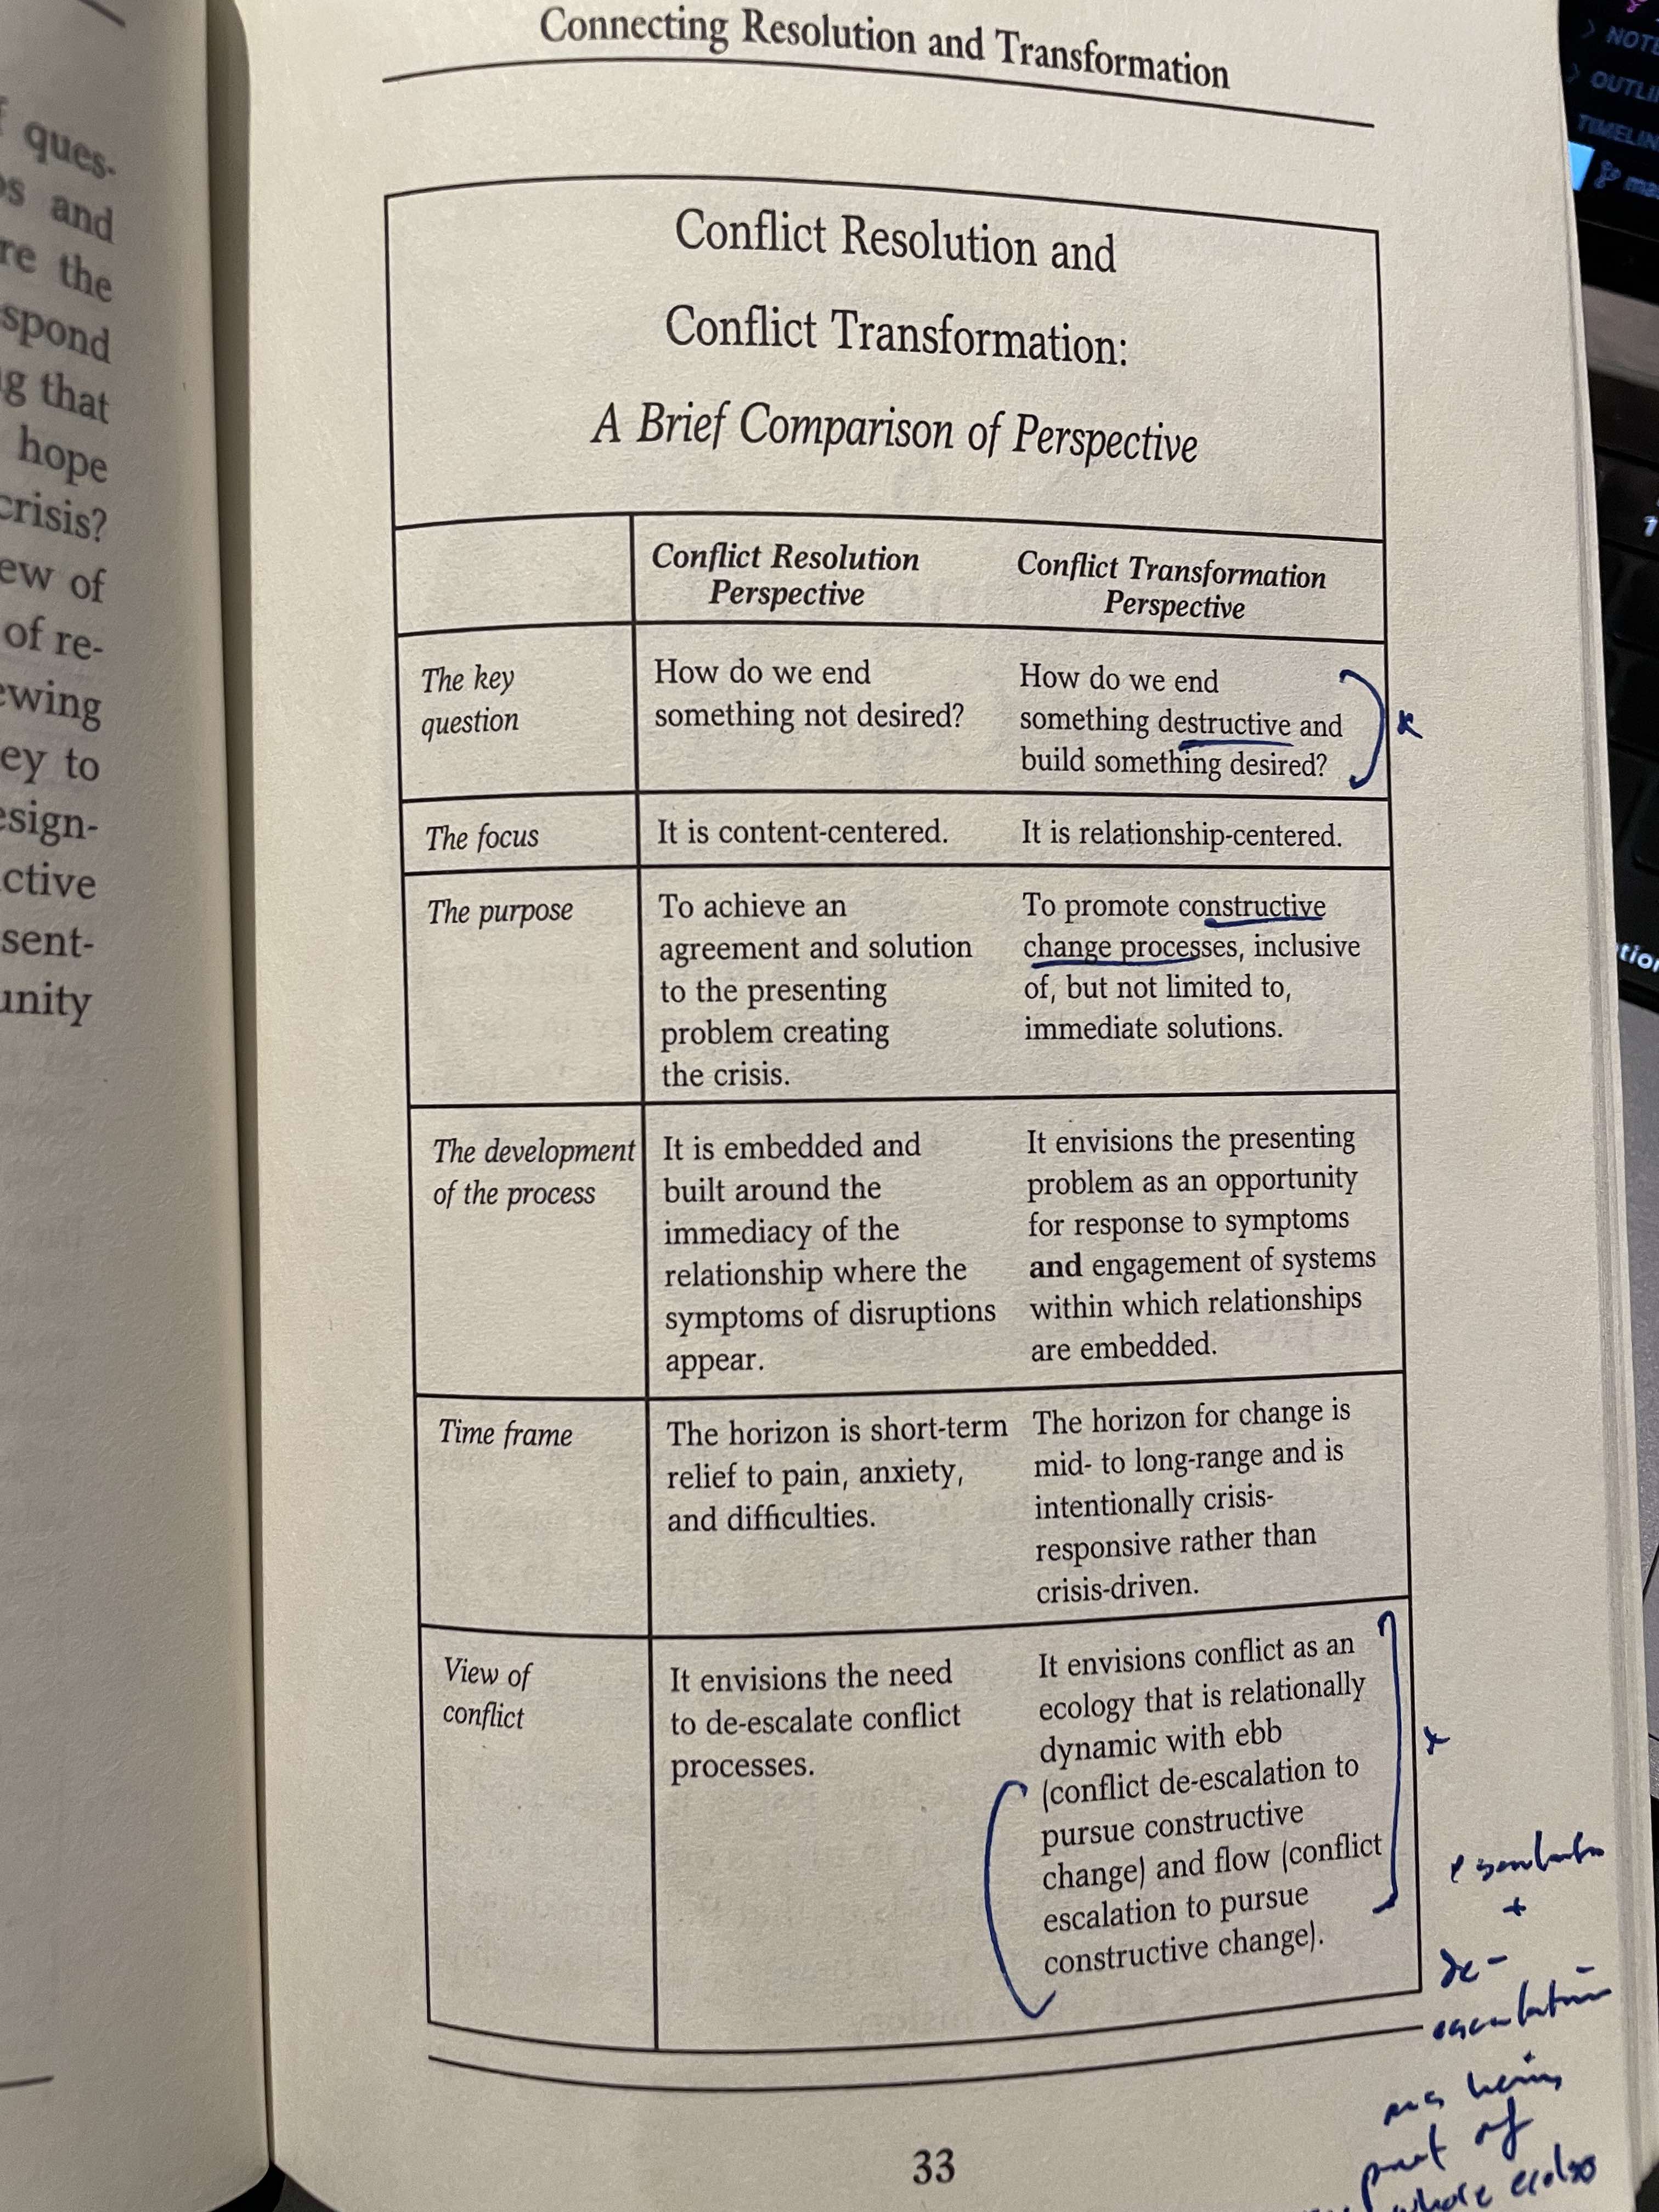 ques-
and
re the
spond
g that
hope
crisis?
ew of
of re-
ewing
ey to
esign-
ctive
sent-
unity
Connecting Resolution and Transformation
Conflict Resolution and
Conflict Transformation:
A Brief Comparison of Perspective
Conflict Resolution
Perspective
Conflict Transformation
Perspective
The key
question
How do we end
something not desired?
How do we end
something destructive and
build something desired?
The focus
It is content-centered.
It is relationship-centered.
The purpose
To achieve an
agreement and solution
to the presenting
problem creating
the crisis.
To promote constructive
change processes, inclusive
of, but not limited to,
immediate solutions.
The development
of the process
It is embedded and
built around the
immediacy of the
relationship where the
symptoms of disruptions
appear.
It envisions the presenting
problem as an opportunity
for response to symptoms
and engagement of systems
within which relationships
are embedded.
Time frame
The horizon is short-term
relief to pain, anxiety,
and difficulties.
The horizon for change is
mid- to long-range and is
intentionally crisis-
responsive rather than
crisis-driven.
View of
conflict
It envisions the need
to de-escalate conflict
processes.
It envisions conflict as an
ecology that is relationally
dynamic with ebb
(conflict de-escalation to
pursue constructive
change) and flow (conflict
escalation to pursue
constructive change).
escalation
+
de-
escalation
as being
part of
whole
33
NOTE
OUTLI
TIMELIN
ma